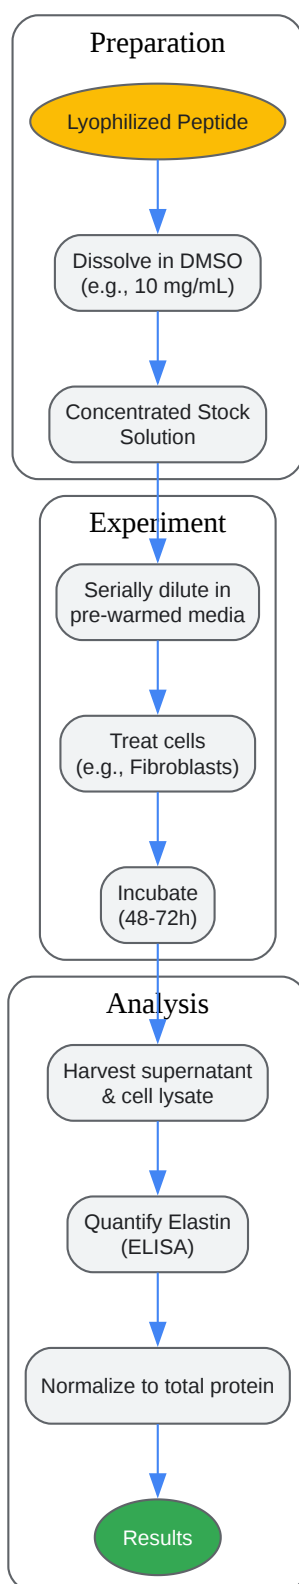 Preparation
Lyophilized Peptide
Dissolve in DMSO
(e.g., 10 mg/mL)
Concentrated Stock
Solution
Experiment
Serially dilute in
pre-warmed media
Treat cells
(e.g., Fibroblasts)
Incubate
(48-72h)
Analysis
Harvest supernatant
& cell lysate
Quantify Elastin
(ELISA)
Normalize to total protein
Results